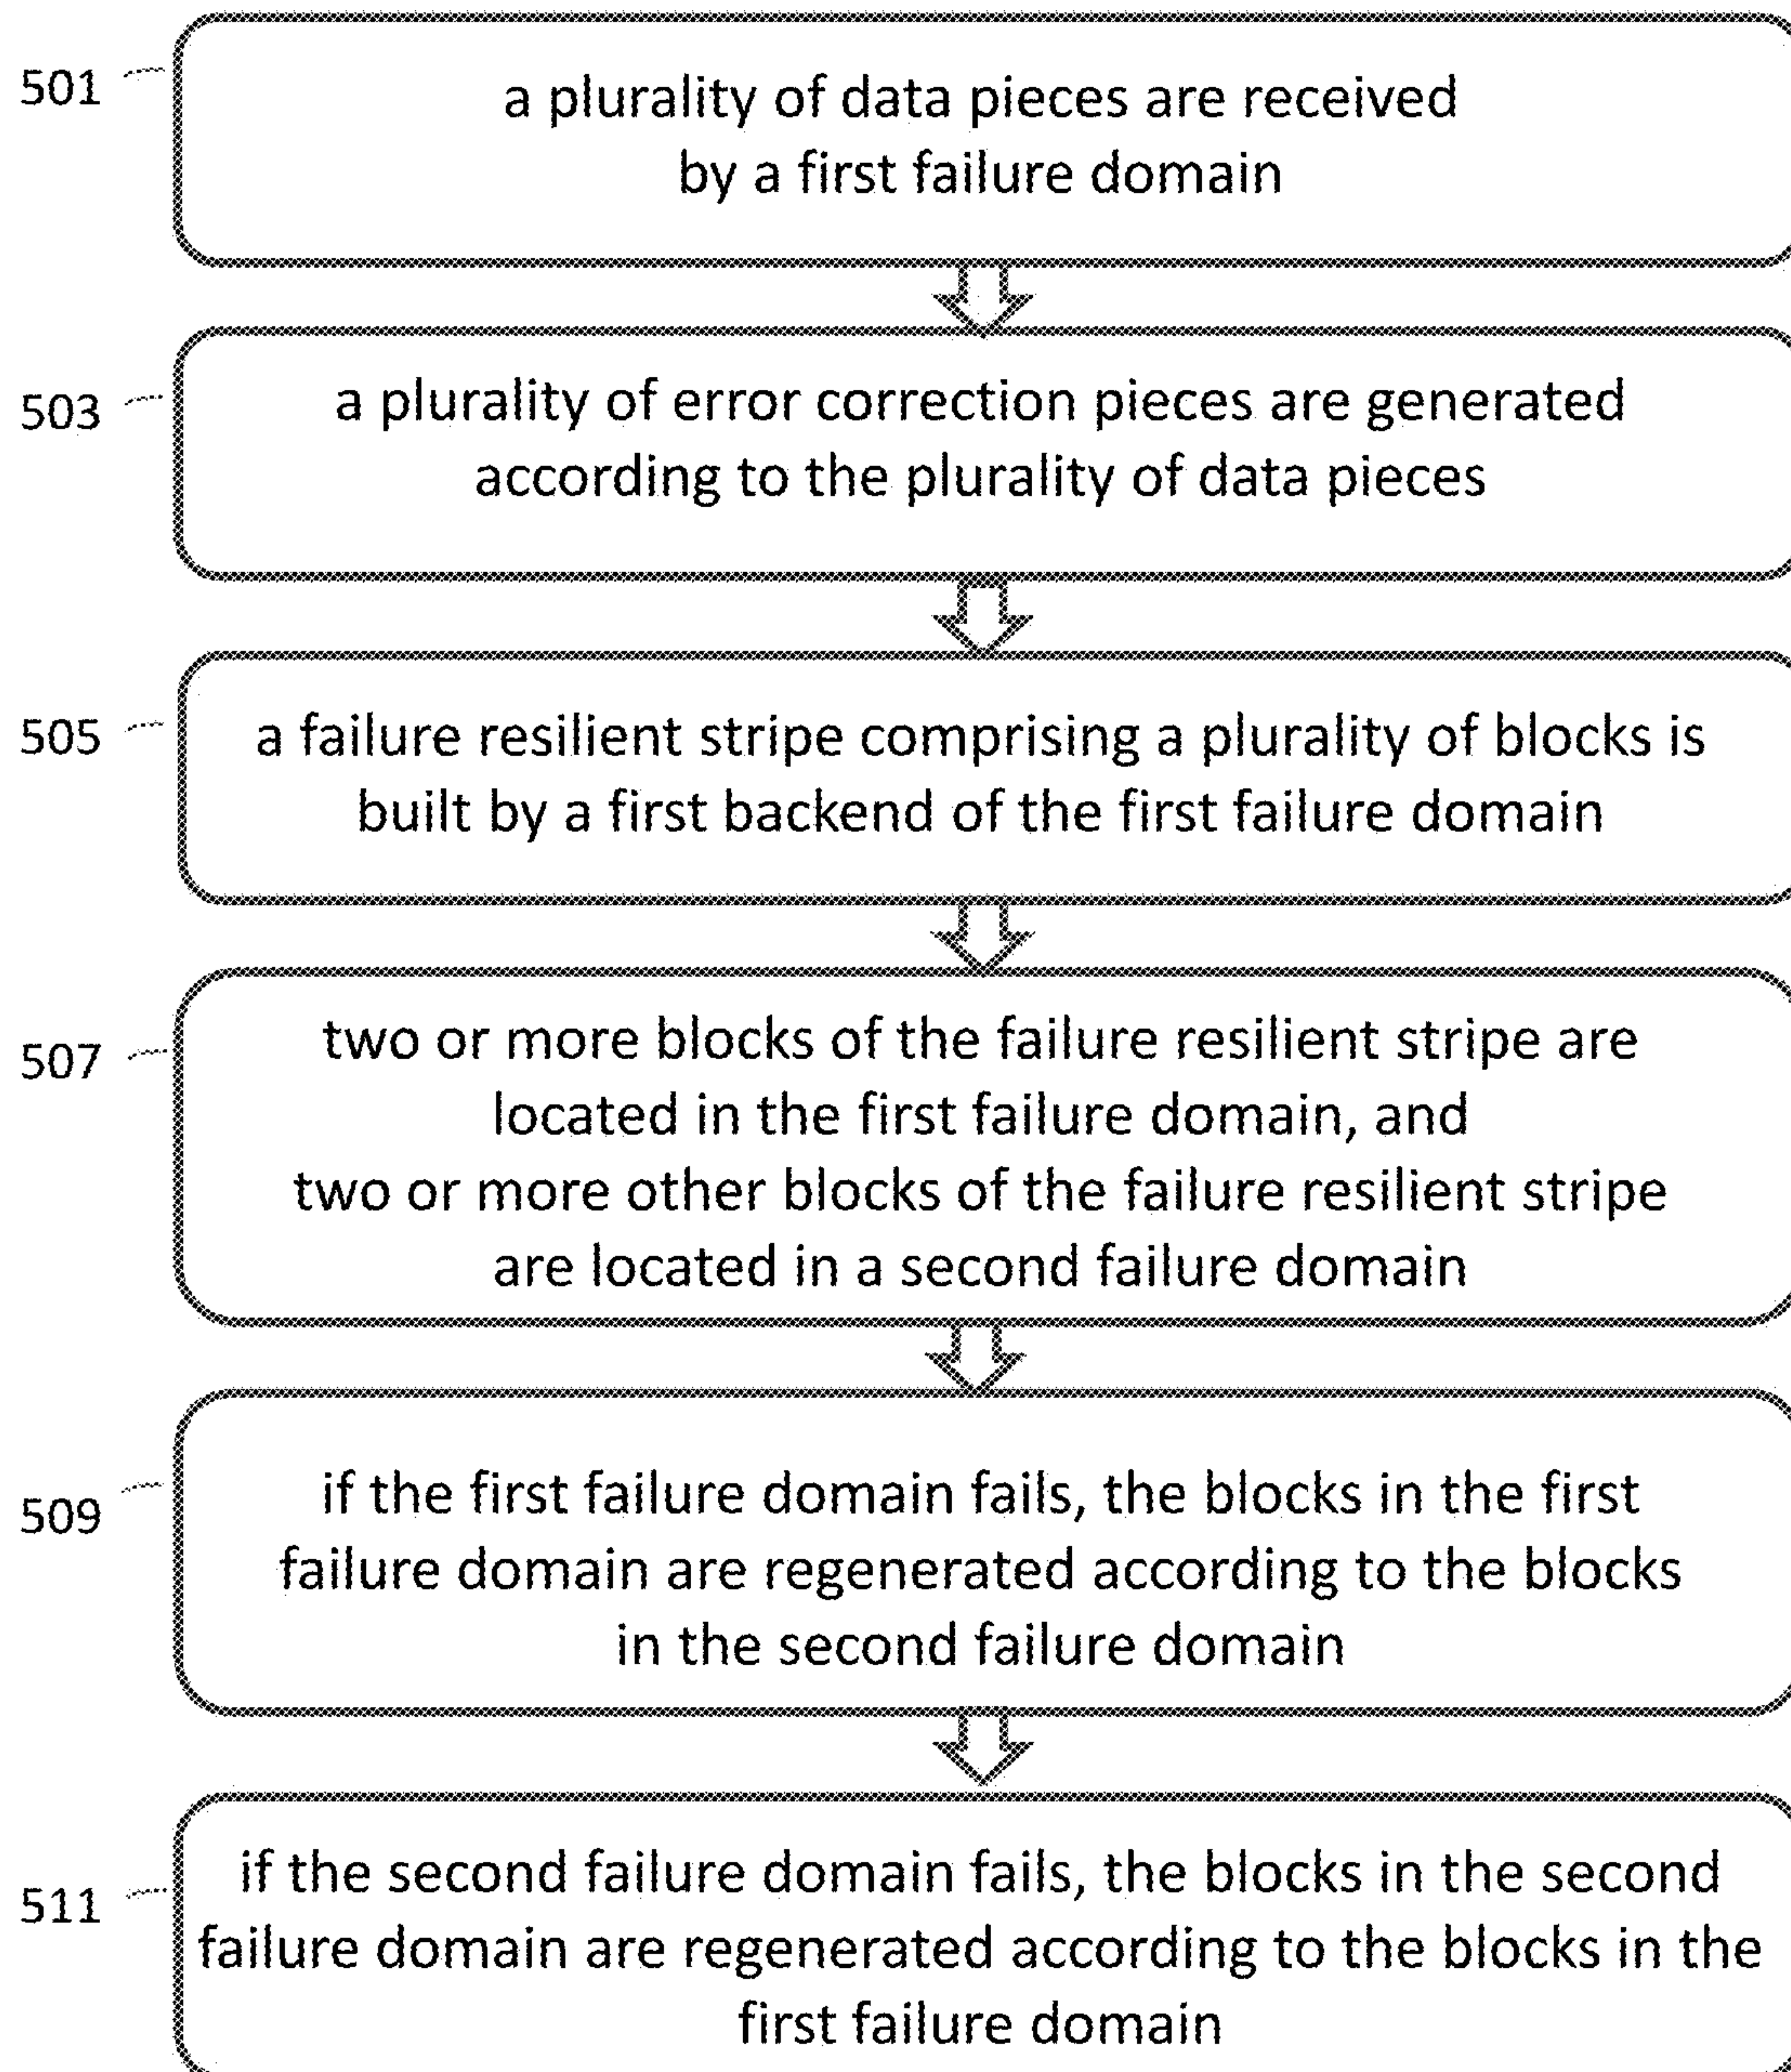 501
a plurality of data pieces are received
by a first failure domain
503
a plurality of error correction pieces are generated
according to the plurality of data pieces
505
a failure resilient stripe comprising a plurality of blocks is
built by a first backend of the first failure domain
507
two or more blocks of the failure resilient stripe are
located in the first failure domain, and
two or more other blocks of the failure resilient stripe
are located in a second failure domain
509
if the first failure domain fails, the blocks in the first
failure domain are regenerated according to the blocks
in the second failure domain
511
if the second failure domain fails, the blocks in the second
failure domain are regenerated according to the blocks in the
first failure domain